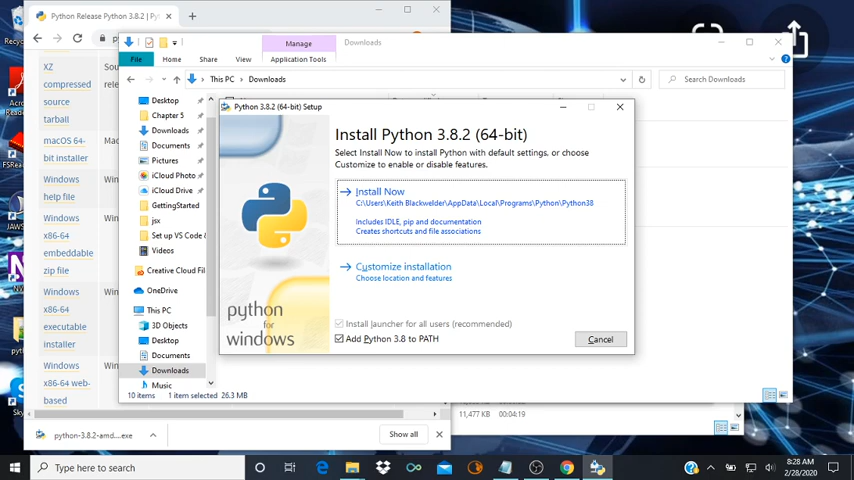 Python Release Python 3.8.2 | Py
Manage
Downloads
File
Home
Share
View
Application Tools
This PC
Downloads
Search Downloads
XZ
compressed
source
tarball
macOS 64-
bit installer
Windows
help file
Windows
x86-64
embeddable
zip file
Windows
x86-64
executable
installer
Windows
x86-64 web-
based
Desktop
Chapter 5
Downloads
Documents
Pictures
iCloud Photo
iCloud Drive
GettingStarted
jsx
Set up VS Code &
Videos
Creative Cloud Fil
OneDrive
This PC
3D Objects
Desktop
Documents
Downloads
Music
Python 3.8.2 (64-bit) Setup
Install Python 3.8.2 (64-bit)
Select Install Now to install Python with default settings, or choose
Customize to enable or disable features.
Install Now
C:\Users\Keith Blackwelder\AppData\Local\Programs\Python\Python38
Includes IDLE, pip and documentation
Creates shortcuts and file associations
Customize installation
Choose location and features
python
for
windows
Install launcher for all users (recommended)
Add Python 3.8 to PATH
Cancel
10 items
1 item selected
26.3 MB
11,477 KB
00:04:19
python-3.8.2-amd....exe
Show all
Type here to search
8:28 AM
2/28/2020